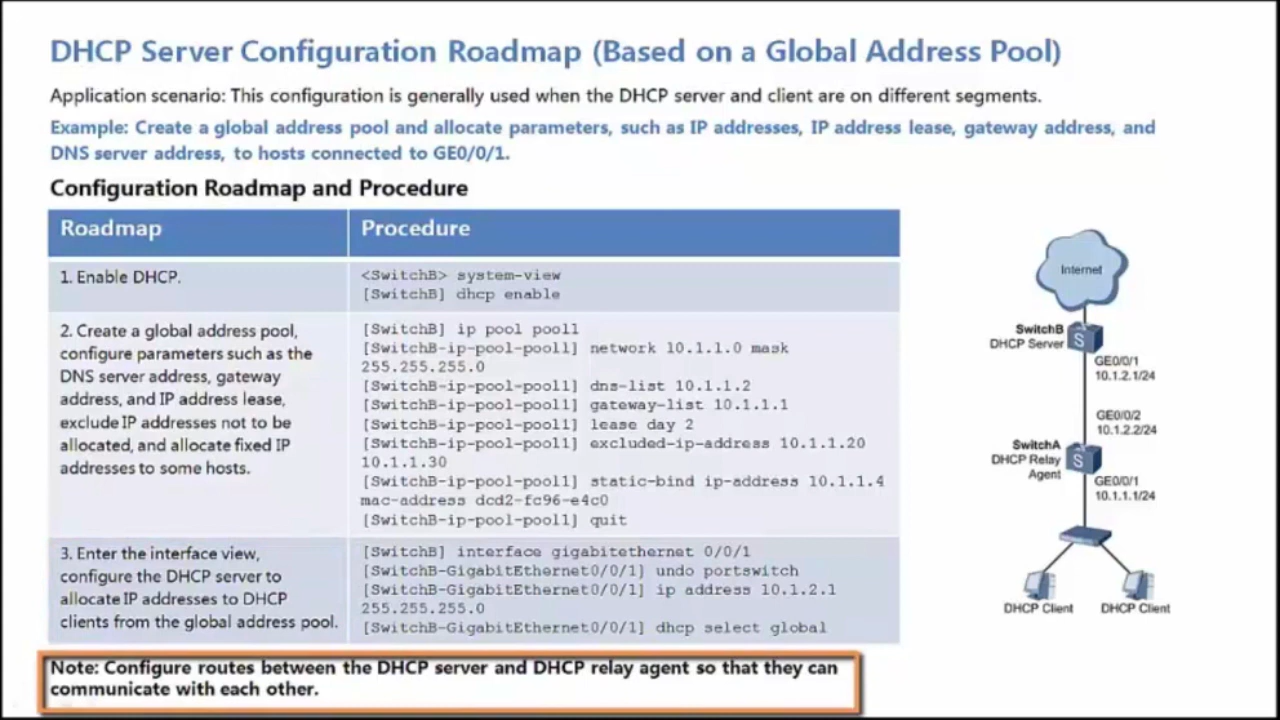 DHCP Server Configuration Roadmap (Based on a Global Address Pool)
Application scenario: This configuration is generally used when the DHCP server and client are on different segments.
Example: Create a global address pool and allocate parameters, such as IP addresses, IP address lease, gateway address, and
DNS server address, to hosts connected to GE0/0/1.
Configuration Roadmap and Procedure
Roadmap
Procedure
1. Enable DHCP.
<SwitchB> system-view
[SwitchB] dhcp enable
2. Create a global address pool,
configure parameters such as the
DNS server address, gateway
address, and IP address lease,
exclude IP addresses not to be
allocated, and allocate fixed IP
addresses to some hosts.
[SwitchB] ip pool pool1
[SwitchB-ip-pool-pool1] network 10.1.1.0 mask
255.255.255.0
[SwitchB-ip-pool-pool1] dns-list 10.1.1.2
[SwitchB-ip-pool-pool1] gateway-list 10.1.1.1
[SwitchB-ip-pool-pool1] lease day 2
[SwitchB-ip-pool-pool1] excluded-ip-address 10.1.1.20
10.1.1.30
[SwitchB-ip-pool-pool1] static-bind ip-address 10.1.1.4
mac-address dcd2-fc96-e4c0
[SwitchB-ip-pool-pool1] quit
3. Enter the interface view,
configure the DHCP server to
allocate IP addresses to DHCP
clients from the global address pool.
[SwitchB] interface gigabitethernet 0/0/1
[SwitchB-GigabitEthernet0/0/1] undo portswitch
[SwitchB-GigabitEthernet0/0/1] ip address 10.1.2.1
255.255.255.0
[SwitchB-GigabitEthernet0/0/1] dhcp select global
Internet
SwitchB
DHCP Server
S
GE0/0/1
10.1.2.1/24
GE0/0/2
10.1.2.2/24
SwitchA
DHCP Relay
Agent
S
GE0/0/1
10.1.1.1/24
DHCP Client
DHCP Client
Note: Configure routes between the DHCP server and DHCP relay agent so that they can
communicate with each other.